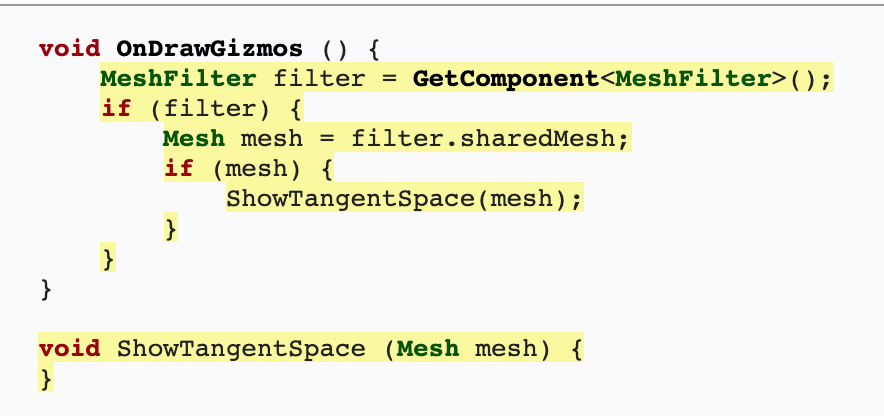 void OnDrawGizmos () {
    MeshFilter filter = GetComponent<MeshFilter>();
    if (filter) {
        Mesh mesh = filter.sharedMesh;
        if (mesh) {
            ShowTangentSpace(mesh);
        }
    }
}

void ShowTangentSpace (Mesh mesh) {
}